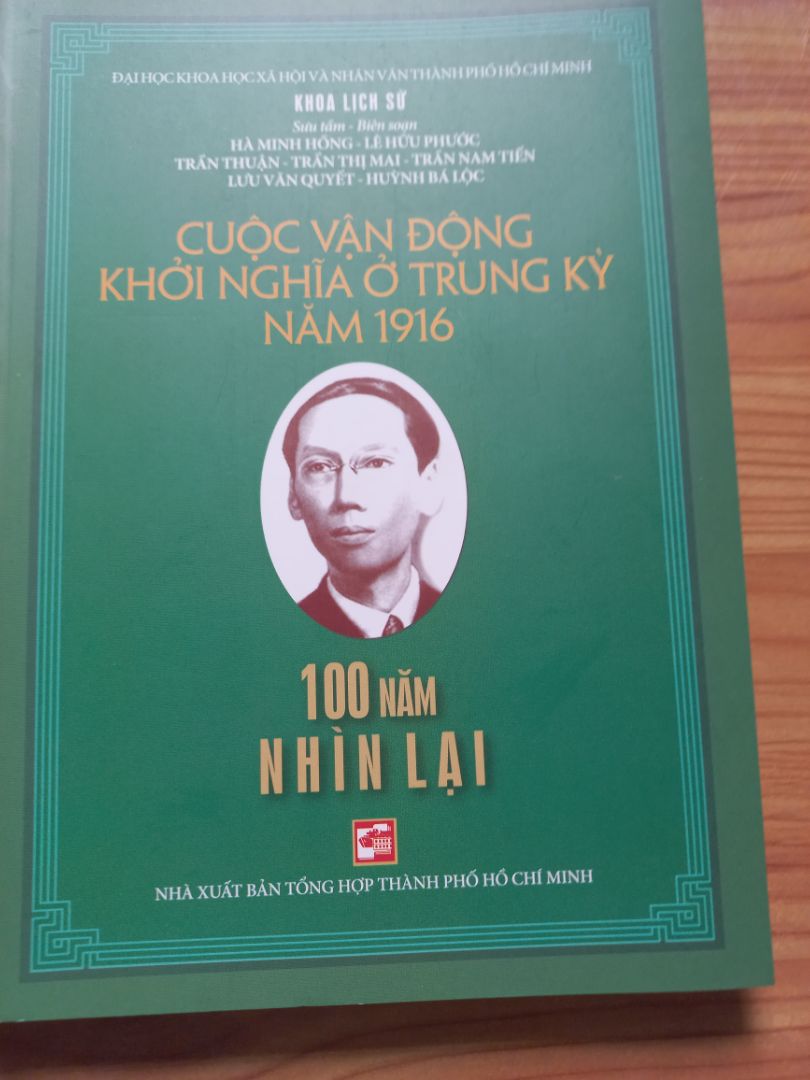 ĐẠI HỌC KHOA HỌC XÃ HỘI VÀ NHÂN VĂN THÀNH PHỐ HỒ CHÍ MINH
KHOA LỊCH SỬ
Sưu tầm - Biên soạn
HÀ MINH HỒNG - LÊ HỮU PHƯỚC
TRẦN THUẬN - TRẦN THỊ MAI - TRẦN NAM TIẾN
LƯU VĂN QUYẾT - HUỲNH BÁ LỘC
CUỘC VẬN ĐỘNG
KHỞI NGHĨA Ở TRUNG KỲ
NĂM 1916
100 NĂM
NHÌN LẠI
NHÀ XUẤT BẢN TỔNG HỢP THÀNH PHỐ HỒ CHÍ MINH